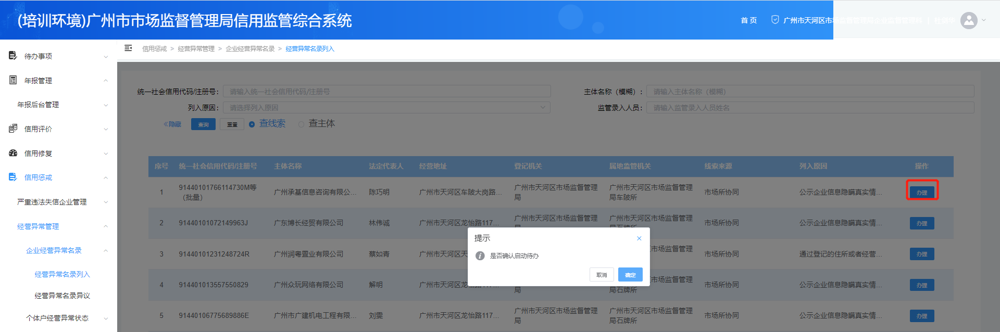 (培训环境)广州市市场监督管理局信用监管综合系统
首页
广州市天河区市场监督管理局企业监督管理科
待办事项
年报管理
年报后台管理
信用评价
信用修复
信用惩戒
严重违法失信企业管理
经营异常管理
企业经营异常名录
经营异常名录列入
经营异常名录异议
个体户经营异常状态
信用惩戒 > 经营异常管理 > 企业经营异常名录 > 经营异常名录列入
统一社会信用代码/注册号: 请输入统一社会信用代码/注册号 主体名称（模糊）: 请输入主体名称（模糊）
列入原因: 请选择列入原因 监管录入人员: 请输入监管录入人员姓名
《隐藏 查询 重置 查线索 查主体
序号 统一社会信用代码/注册号 主体名称 法定代表人 经营地址 登记机关 属地监管机关 线索来源 列入原因 操作
1 91440101766114730M等（批量） 广州承基信息咨询有限公... 陈巧明 广州市天河区车陂大岗路... 广州市天河区市场监督管理局 广州市天河区市场监督管理局车陂所 市场所协同 公示企业信息隐瞒真实情... 办理
2 91440101072149963J 广东博长经贸有限公司 林伟诚 广州市天河区龙怡路117... 广州市天河区市场监督管理局 广州市天河区市场监督管理局石牌所 市场所协同 公示企业信息隐瞒真实情... 办理
3 91440101231248724R 广州润粤置业有限公司 蔡如青 广州市天河区天 区市场监督管理 市场所协同 通过登记的住所或者经营... 办理
4 914401013557550829 广州众玩网络有限公司 解明 广州市天河区龙怡路117... 局 区市场监督管理局石牌所 市场所协同 公示企业信息隐瞒真实情... 办理
5 91440106775689886E 广州市广建机电工程有限... 刘雯 广州市天河区龙怡路117... 广州市天河区市场监督管理局 广州市天河区市场监督管理局石牌所 市场所协同 公示企业信息隐瞒真实情... 办理
提示
是否确认启动待办
取消 确定